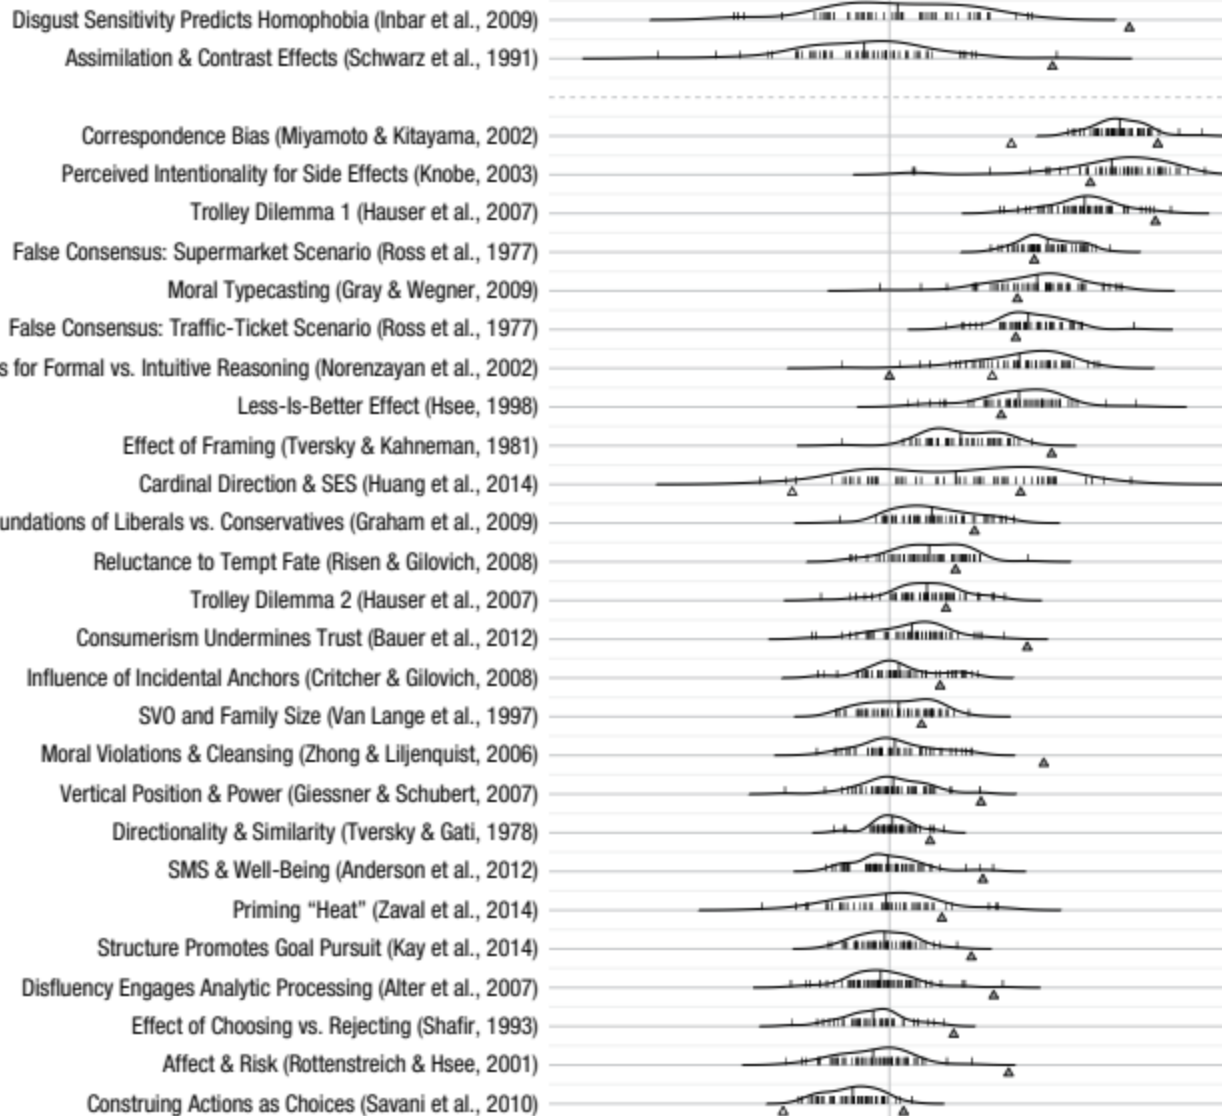 Disgust Sensitivity Predicts Homophobia (Inbar et al., 2009)
Assimilation & Contrast Effects (Schwarz et al., 1991)
Correspondence Bias (Miyamoto & Kitayama, 2002)
Perceived Intentionality for Side Effects (Knobe, 2003)
Trolley Dilemma 1 (Hauser et al., 2007)
False Consensus: Supermarket Scenario (Ross et al., 1977)
Moral Typecasting (Gray & Wegner, 2009)
False Consensus: Traffic-Ticket Scenario (Ross et al., 1977)
s for Formal vs. Intuitive Reasoning (Norenzayan et al., 2002)
Less-Is-Better Effect (Hsee, 1998)
Effect of Framing (Tversky & Kahneman, 1981)
Cardinal Direction & SES (Huang et al., 2014)
undations of Liberals vs. Conservatives (Graham et al., 2009)
Reluctance to Tempt Fate (Risen & Gilovich, 2008)
Trolley Dilemma 2 (Hauser et al., 2007)
Consumerism Undermines Trust (Bauer et al., 2012)
Influence of Incidental Anchors (Critcher & Gilovich, 2008)
SVO and Family Size (Van Lange et al., 1997)
Moral Violations & Cleansing (Zhong & Liljenquist, 2006)
Vertical Position & Power (Giessner & Schubert, 2007)
Directionality & Similarity (Tversky & Gati, 1978)
SMS & Well-Being (Anderson et al., 2012)
Priming “Heat” (Zaval et al., 2014)
Structure Promotes Goal Pursuit (Kay et al., 2014)
Disfluency Engages Analytic Processing (Alter et al., 2007)
Effect of Choosing vs. Rejecting (Shafir, 1993)
Affect & Risk (Rottenstreich & Hsee, 2001)
Construing Actions as Choices (Savani et al., 2010)